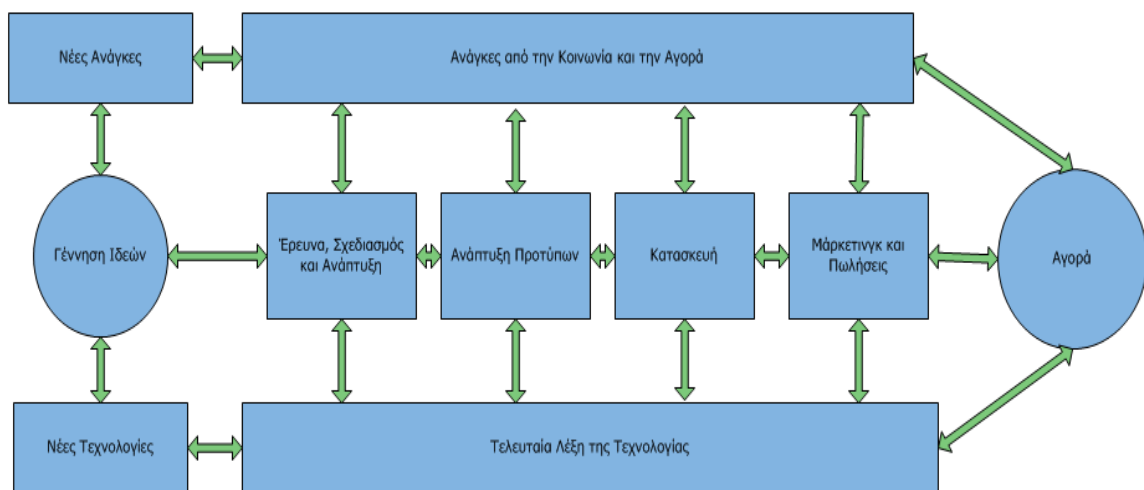 Νέες Ανάγκες
Ανάγκες από την Κοινωνία και την Αγορά
Γέννηση Ιδεών
Έρευνα, Σχεδιασμός
και Ανάπτυξη
Ανάπτυξη Προτύπων
Κατασκευή
Μάρκετινγκ και
Πωλήσεις
Αγορά
Νέες Τεχνολογίες
Τελευταία Λέξη της Τεχνολογίας